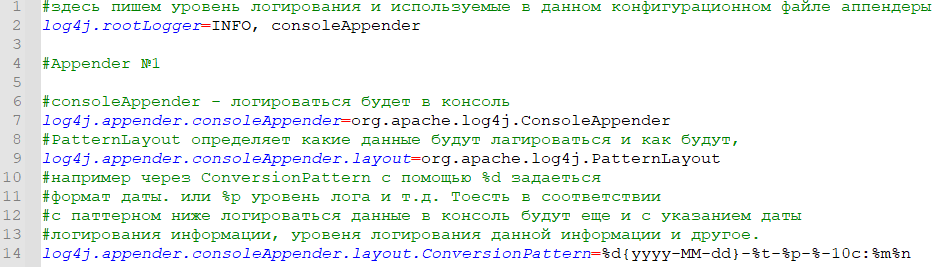 1 #здесь пишем уровень логирования и используемые в данном конфигурационном файле аппендеры
2 log4j.rootLogger=INFO, consoleAppender
3
4 #Appender №1
5
6 #consoleAppender - логироваться будет в консоль
7 log4j.appender.consoleAppender=org.apache.log4j.ConsoleAppender
8 #PatternLayout определяет какие данные будут лагироваться и как будут,
9 log4j.appender.consoleAppender.layout=org.apache.log4j.PatternLayout
10 #например через ConversionPattern с помощью %d задаеться
11 #формат даты. или %p уровень лога и т.д. Тоесть в соответствии
12 #с паттерном ниже логироваться данные в консоль будут еще и с указанием даты
13 #логирования информации, уровеня логирования данной информации и другое.
14 log4j.appender.consoleAppender.layout.ConversionPattern=%d{yyyy-MM-dd}-%t-%p-%-10c:%m%n